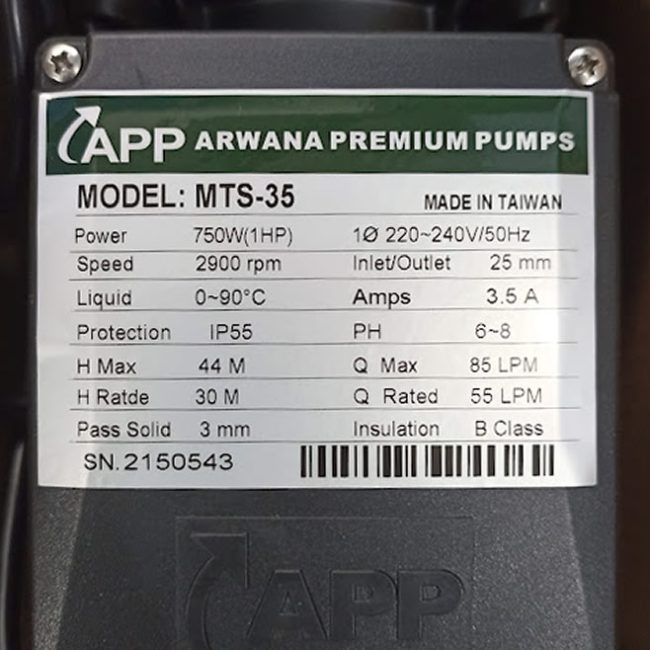 APP ARWANA PREMIUM PUMPS
MODEL: MTS-35 MADE IN TAIWAN
Power 750W(1HP) 1Ø 220~240V/50Hz
Speed 2900 rpm Inlet/Outlet 25 mm
Liquid 0~90°C Amps 3.5 A
Protection IP55 PH 6~8
H Max 44 M Q Max 85 LPM
H Ratde 30 M Q Rated 55 LPM
Pass Solid 3 mm Insulation B Class
SN.2150543
APP